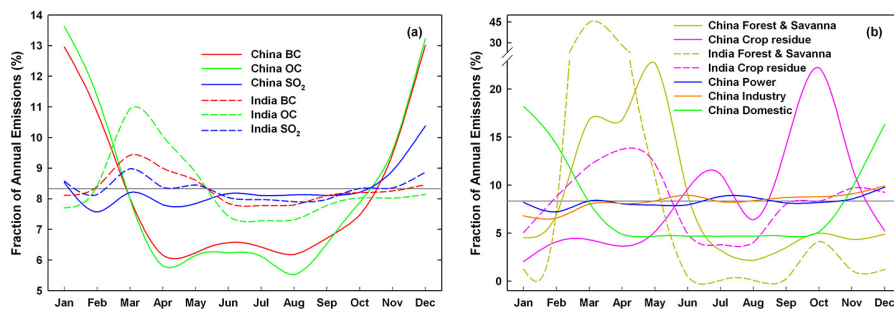 (a)
Fraction of Annual Emissions (%)
14
13
12
11
10
9
8
7
6
5
China BC
China OC
China SO2
India BC
India OC
India SO2
Jan Feb Mar Apr May Jun Jul Aug Sep Oct Nov Dec
(b)
Fraction of Annual Emissions (%)
45
30
20
15
10
5
0
China Forest & Savanna
China Crop residue
India Forest & Savanna
India Crop residue
China Power
China Industry
China Domestic
Jan Feb Mar Apr May Jun Jul Aug Sep Oct Nov Dec